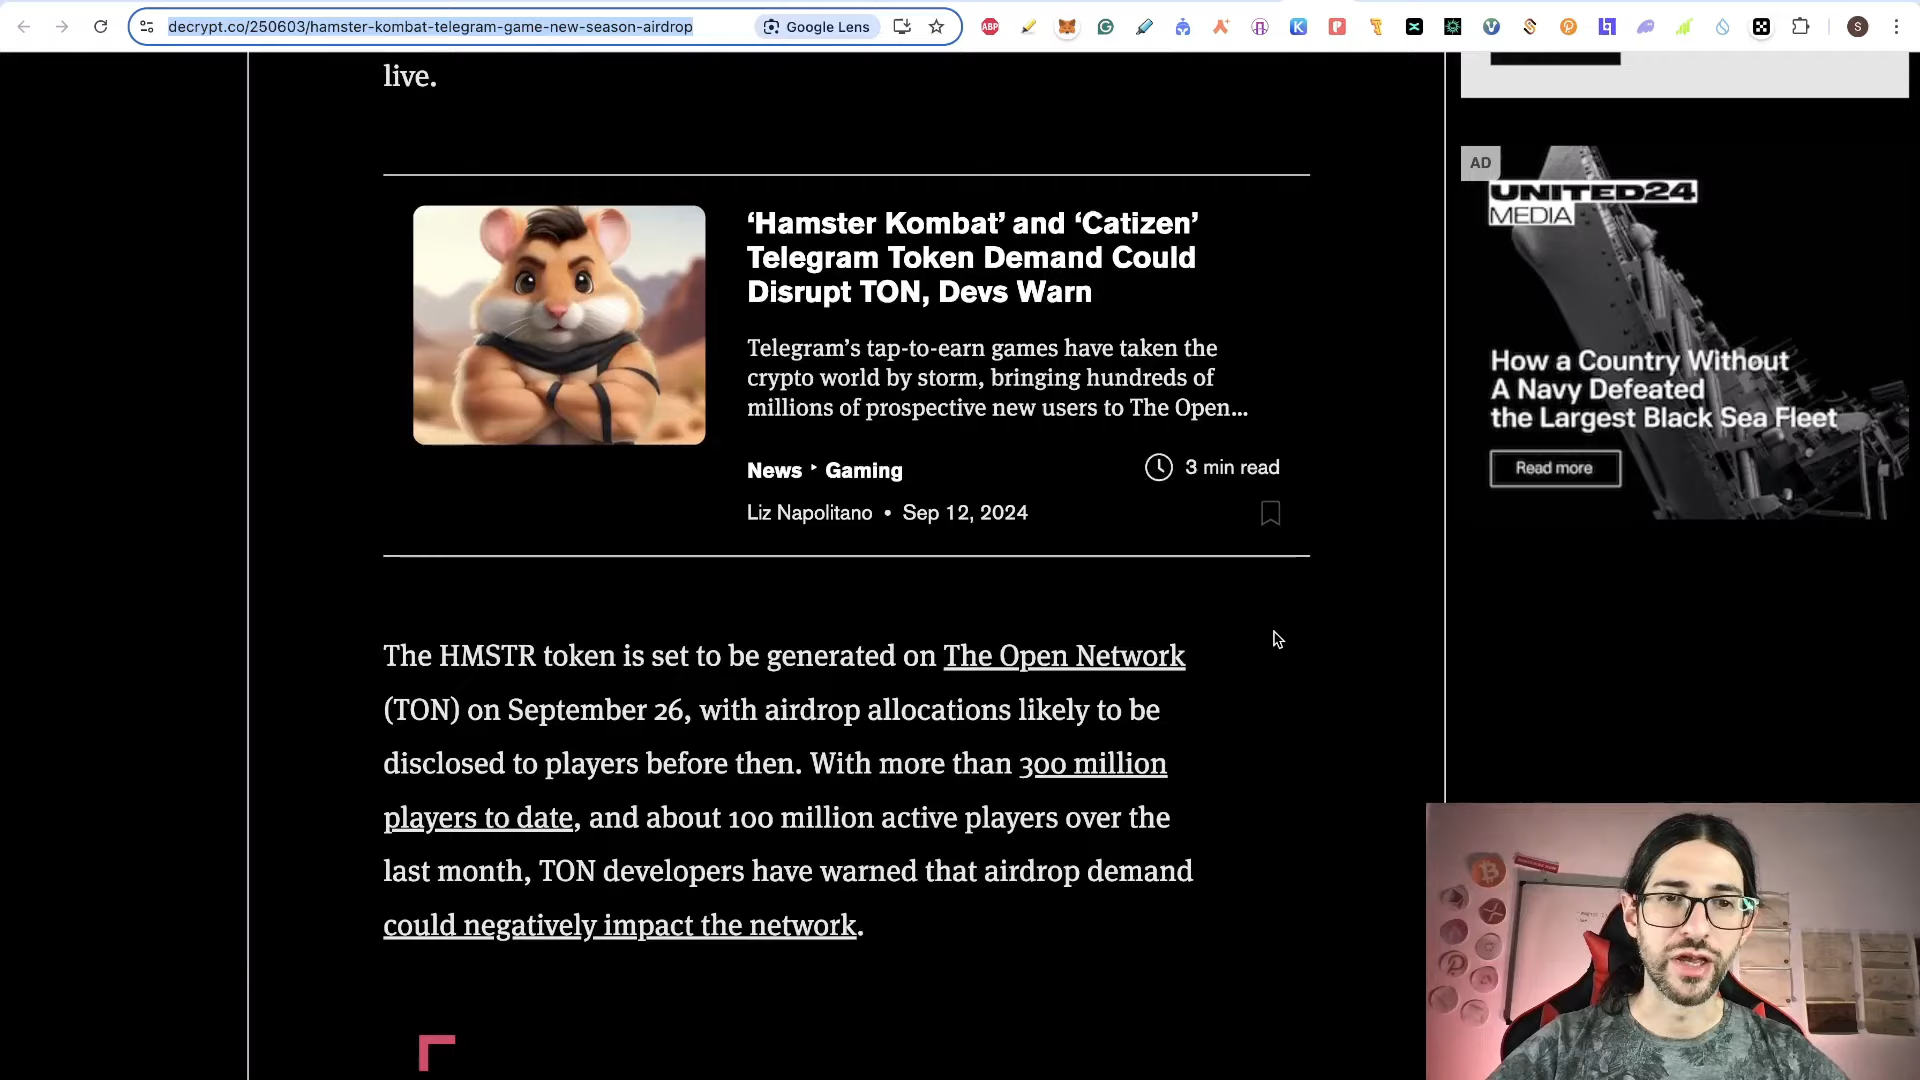 decrypt.co/250603/hamster-kombat-telegram-game-new-season-airdrop
Google Lens
ABP
S
live.
‘Hamster Kombat’ and ‘Catizen’
Telegram Token Demand Could
Disrupt TON, Devs Warn
Telegram’s tap-to-earn games have taken the
crypto world by storm, bringing hundreds of
millions of prospective new users to The Open...
News ‣ Gaming
3 min read
Liz Napolitano • Sep 12, 2024
The HMSTR token is set to be generated on The Open Network
(TON) on September 26, with airdrop allocations likely to be
disclosed to players before then. With more than 300 million
players to date, and about 100 million active players over the
last month, TON developers have warned that airdrop demand
could negatively impact the network.
AD
UNITED24
MEDIA
How a Country Without
A Navy Defeated
the Largest Black Sea Fleet
Read more